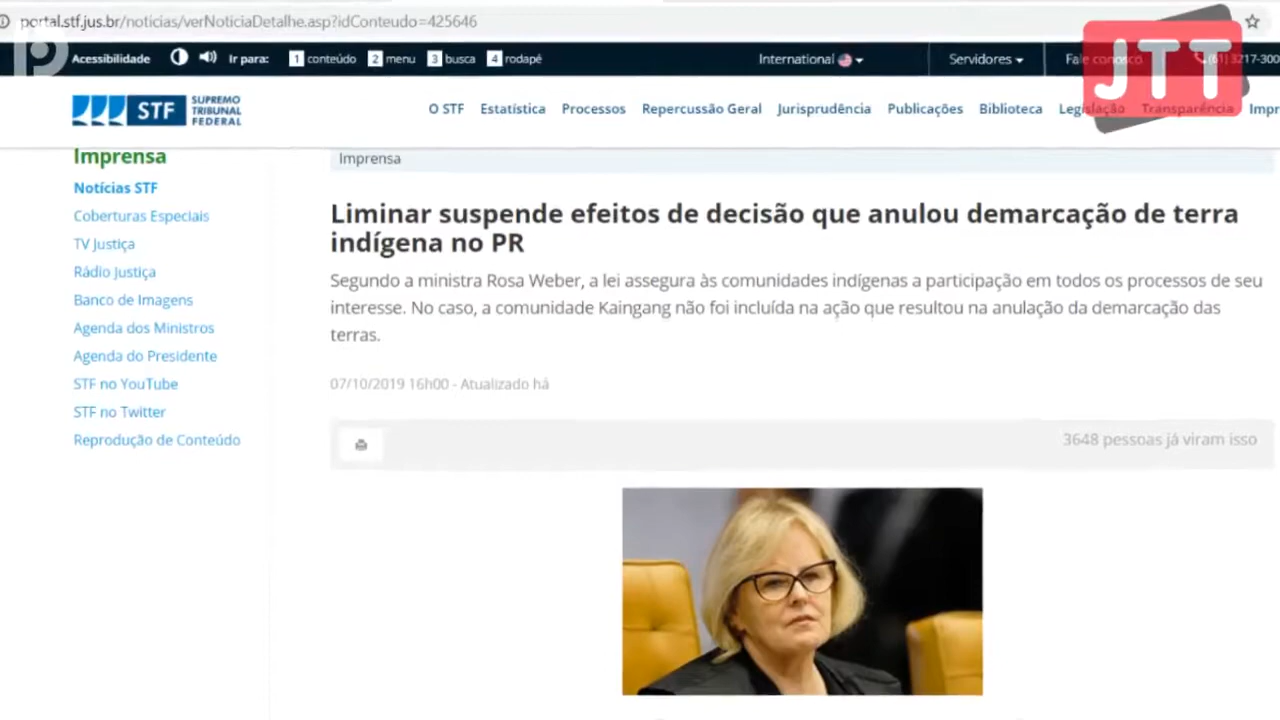 portal.stf.jus.br/noticias/verNoticiaDetalhe.asp?idConteudo=425646
Acessibilidade Ir para: 1 conteúdo 2 menu 3 busca 4 rodapé International Servidores Fale conosco (61) 3217-300
JTT
STF SUPREMO TRIBUNAL FEDERAL
O STF Estatística Processos Repercussão Geral Jurisprudência Publicações Biblioteca Legislação Transparência Impr
Imprensa
Notícias STF
Coberturas Especiais
TV Justiça
Rádio Justiça
Banco de Imagens
Agenda dos Ministros
Agenda do Presidente
STF no YouTube
STF no Twitter
Reprodução de Conteúdo
Imprensa
Liminar suspende efeitos de decisão que anulou demarcação de terra
indígena no PR
Segundo a ministra Rosa Weber, a lei assegura às comunidades indígenas a participação em todos os processos de seu
interesse. No caso, a comunidade Kaingang não foi incluída na ação que resultou na anulação da demarcação das
terras.
07/10/2019 16h00 - Atualizado há
3648 pessoas já viram isso